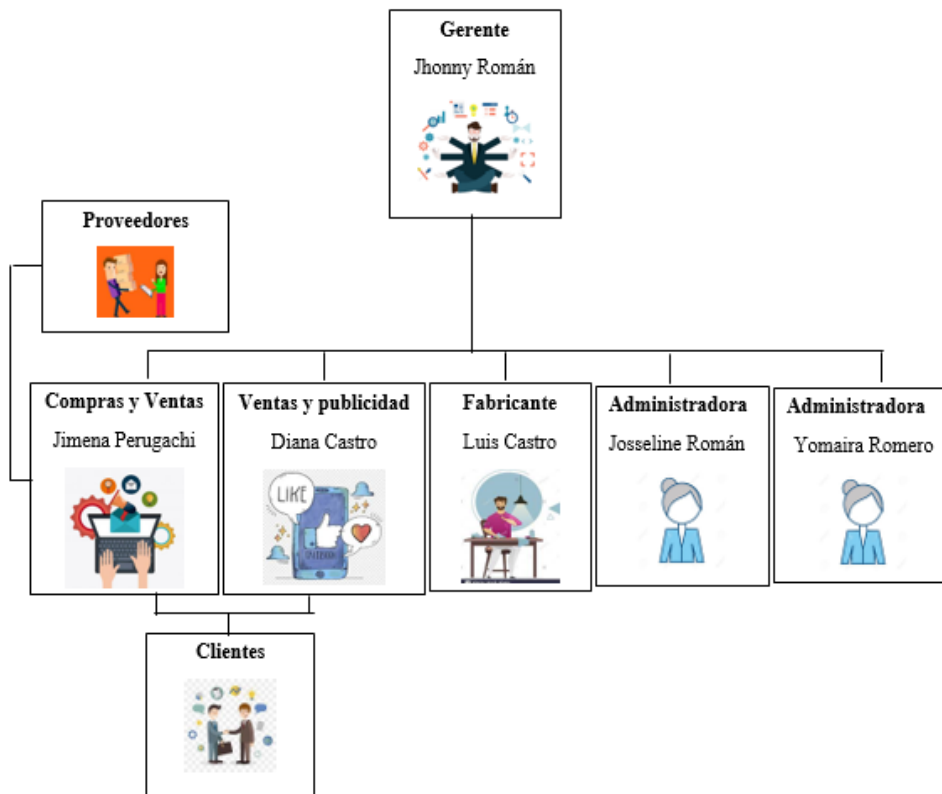 Gerente
Jhonny Román
Proveedores
Compras y Ventas
Jimena Perugachi
Ventas y publicidad
Diana Castro
LIKE
FACEBOOK
Fabricante
Luis Castro
Administradora
Josseline Román
Administradora
Yomaira Romero
Clientes